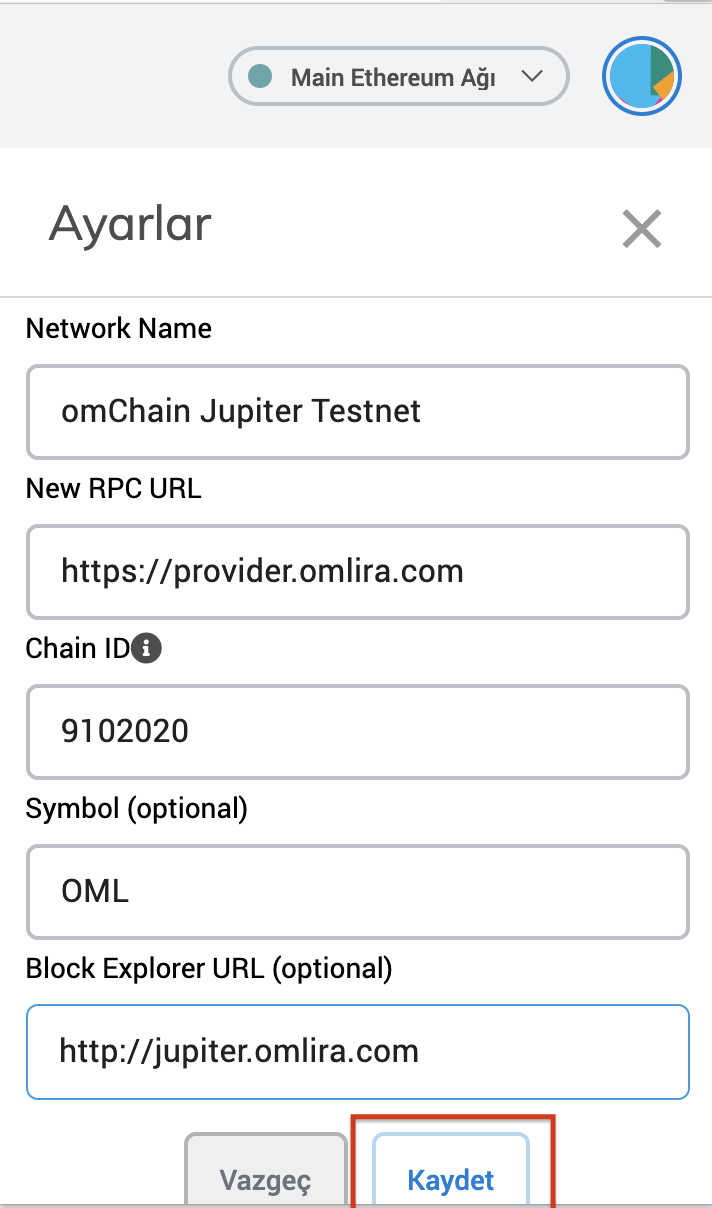 Main Ethereum Ağı
Ayarlar
Network Name
omChain Jupiter Testnet
New RPC URL
https://provider.omlira.com
Chain ID
9102020
Symbol (optional)
OML
Block Explorer URL (optional)
http://jupiter.omlira.com
Vazgeç
Kaydet